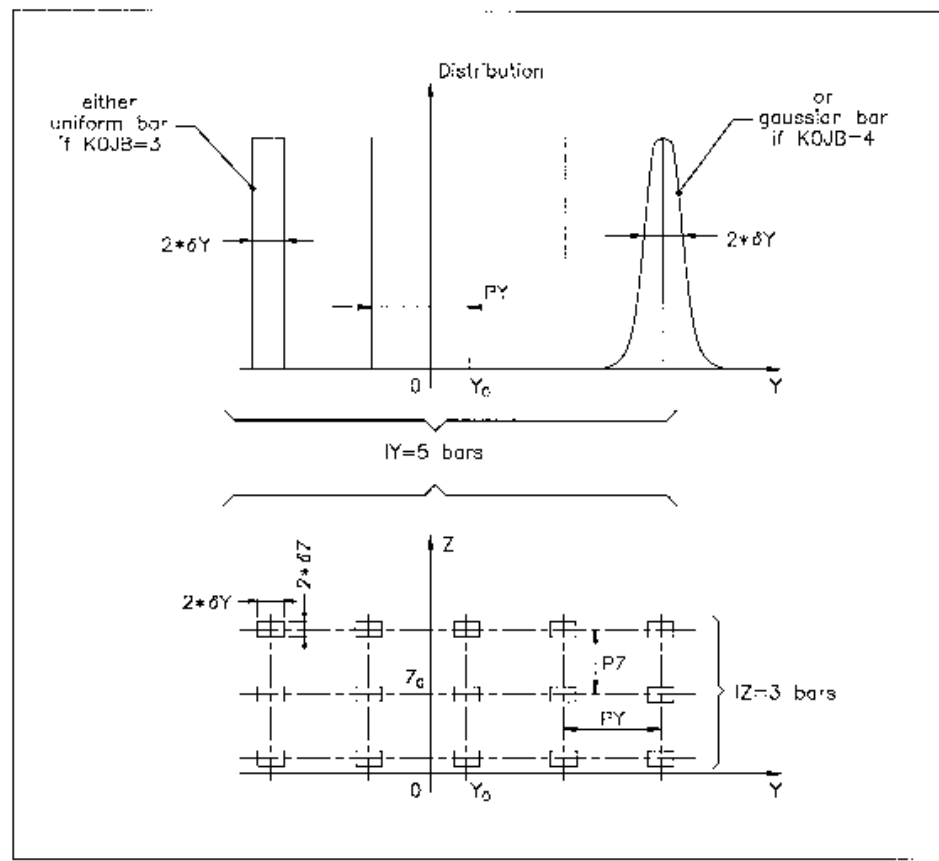 Distribution
either
uniform bar
if KOJB=3
or
gaussian bar
if KOJB=4
2*δY
2*δY
PY
0
Y₀
Y
IY=5 bars
Z
2*δZ
2*δY
PZ
Z₀
IZ=3 bars
PY
0
Y₀
Y